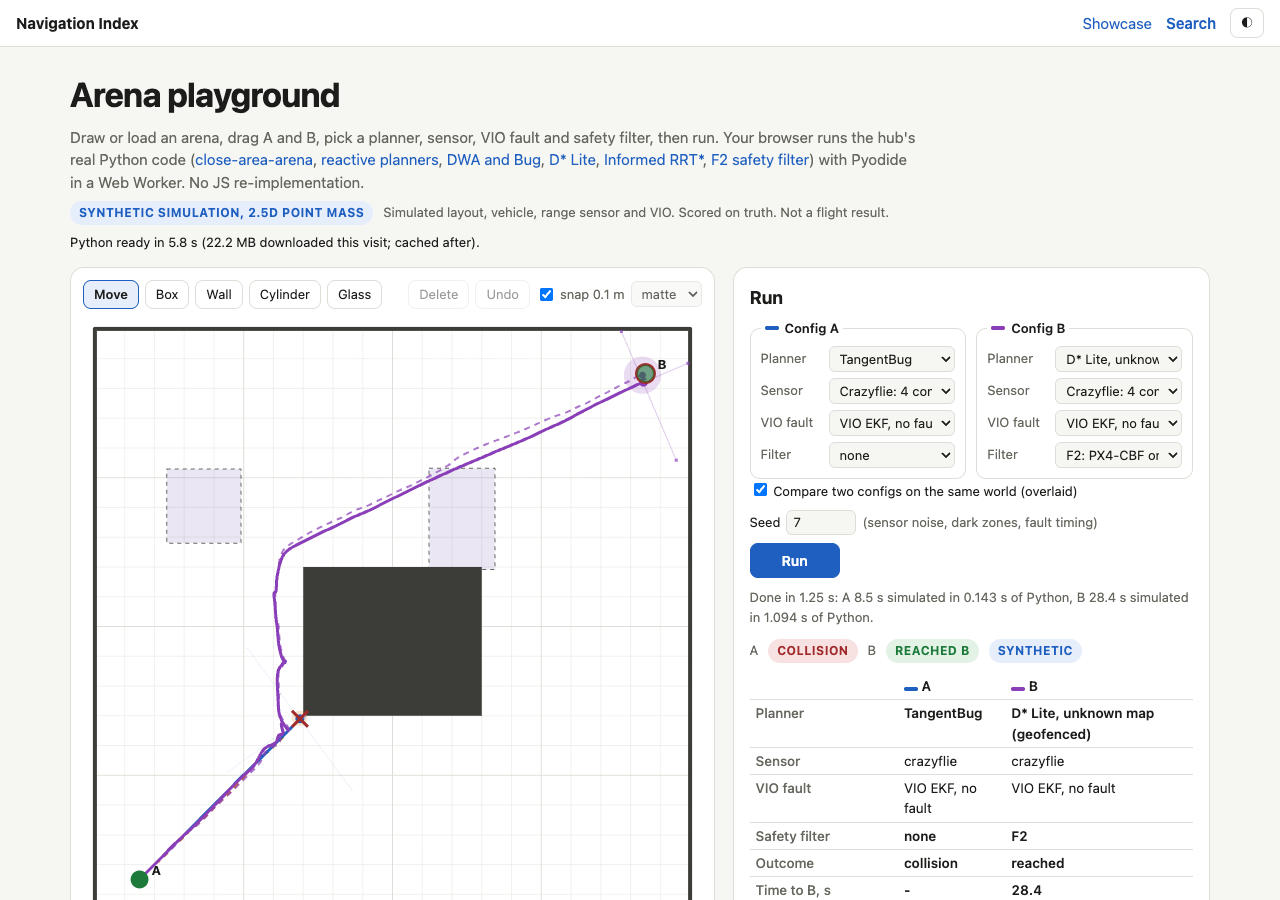 Navigation Index
Showcase Search
Arena playground
Draw or load an arena, drag A and B, pick a planner, sensor, VIO fault and safety filter, then run. Your browser runs the hub's
real Python code (close-area-arena, reactive planners, DWA and Bug, D* Lite, Informed RRT*, F2 safety filter) with Pyodide
in a Web Worker. No JS re-implementation.
SYNTHETIC SIMULATION, 2.5D POINT MASS Simulated layout, vehicle, range sensor and VIO. Scored on truth. Not a flight result.
Python ready in 5.8 s (22.2 MB downloaded this visit; cached after).
Move Box Wall Cylinder Glass Delete Undo snap 0.1 m matte
B
A
Run
Config A
Planner TangentBug
Sensor Crazyflie: 4 cor
VIO fault VIO EKF, no fau
Filter none
Config B
Planner D* Lite, unknow
Sensor Crazyflie: 4 cor
VIO fault VIO EKF, no fau
Filter F2: PX4-CBF or
Compare two configs on the same world (overlaid)
Seed 7 (sensor noise, dark zones, fault timing)
Run
Done in 1.25 s: A 8.5 s simulated in 0.143 s of Python, B 28.4 s simulated
in 1.094 s of Python.
A COLLISION B REACHED B SYNTHETIC
A B
Planner TangentBug D* Lite, unknown map
(geofenced)
Sensor crazyflie crazyflie
VIO fault VIO EKF, no VIO EKF, no fault
fault
Safety filter none F2
Outcome collision reached
Time to B, s - 28.4